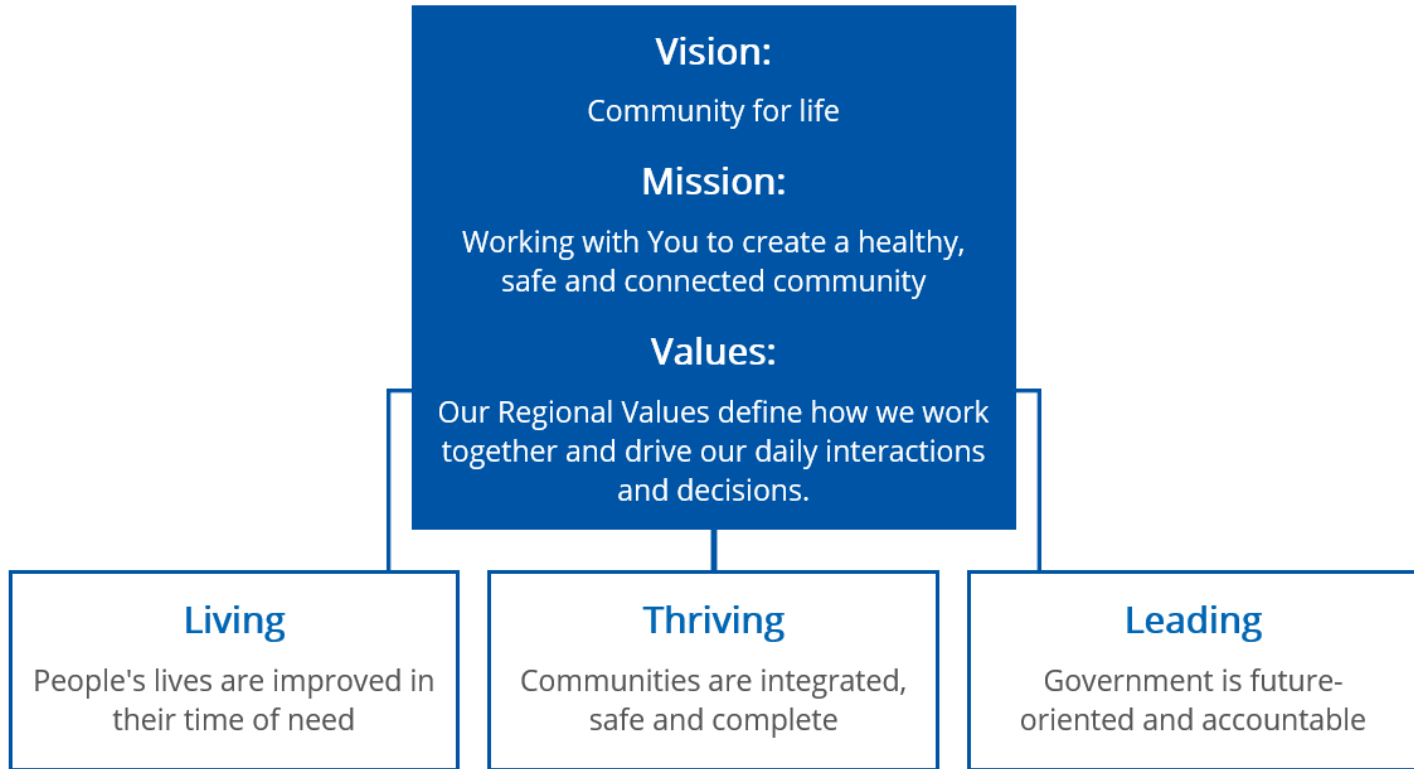 Vision:
Community for life
Mission:
Working with You to create a healthy,
safe and connected community
Values:
Our Regional Values define how we work
together and drive our daily interactions
and decisions.
Living
People's lives are improved in
their time of need
Thriving
Communities are integrated,
safe and complete
Leading
Government is future-
oriented and accountable